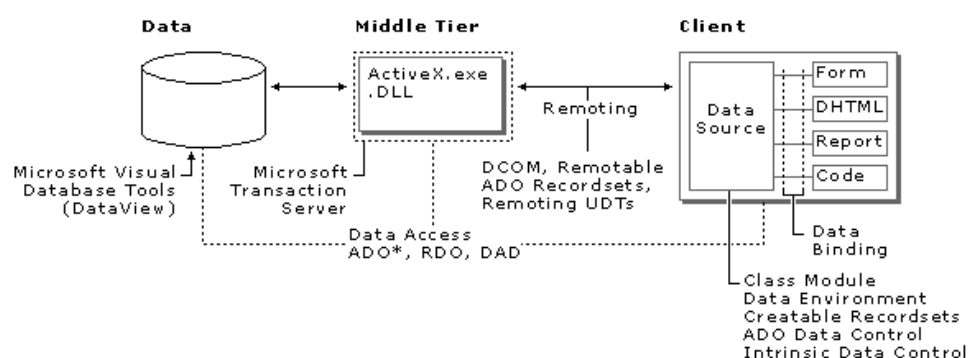 Data
Middle Tier
Client
ActiveX.exe
.DLL
Remoting
Data
Source
Form
DHTML
Report
Code
Microsoft Visual
Database Tools
(DataView)
Microsoft
Transaction
Server
DCOM, Remotable
ADO Recordsets,
Remoting UDTs
Data Access
ADO*, RDO, DAO
Data
Binding
Class Module
Data Environment
Creatable Recordsets
ADO Data Control
Intrinsic Data Control